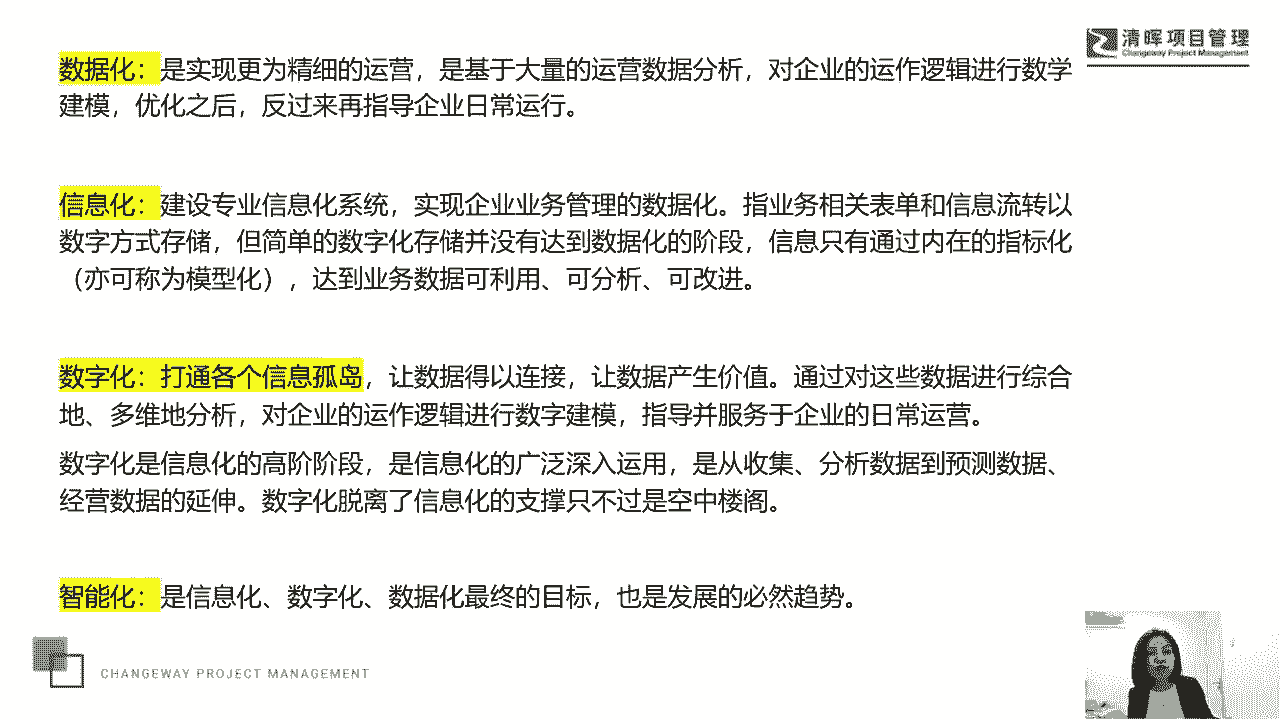 清晖项目管理
Changeway Project Management
数据化：是实现更为精细的运营，是基于大量的运营数据分析，对企业的运作逻辑进行数学
建模，优化之后，反过来再指导企业日常运行。
信息化：建设专业信息化系统，实现企业业务管理的数据化。指业务相关表单和信息流转以
数字方式存储，但简单的数字化存储并没有达到数据化的阶段，信息只有通过内在的指标化
（亦可称为模型化），达到业务数据可利用、可分析、可改进。
数字化：打通各个信息孤岛，让数据得以连接，让数据产生价值。通过对这些数据进行综合
地、多维地分析，对企业的运作逻辑进行数字建模，指导并服务于企业的日常运营。
数字化是信息化的高阶阶段，是信息化的广泛深入运用，是从收集、分析数据到预测数据、
经营数据的延伸。数字化脱离了信息化的支撑只不过是空中楼阁。
智能化：是信息化、数字化、数据化最终的目标，也是发展的必然趋势。
CHANGEWAY PROJECT MANAGEMENT